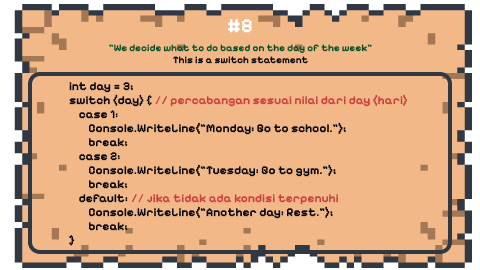 #8
"We decide what to do based on the day of the week"
This is a switch statement
int day = 3;
switch (day) { // percabangan sesuai nilai dari day (hari)
case 1:
Console.WriteLine("Monday: Go to school.");
break;
case 2:
Console.WriteLine("Tuesday: Go to gym.");
break;
default: // Jika tidak ada kondisi terpenuhi
Console.WriteLine("Another day: Rest.");
break;
}